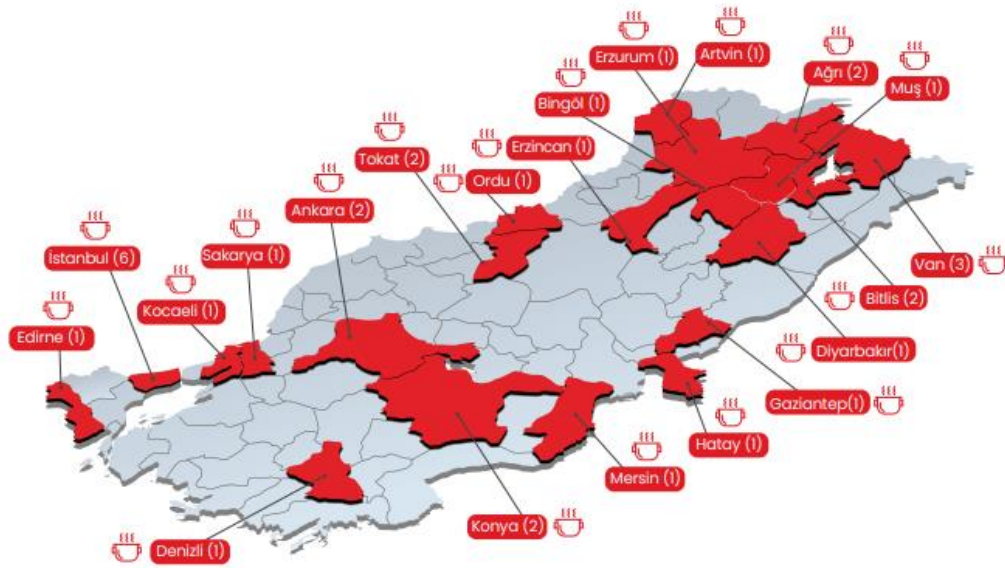 Erzurum (1)
Artvin (1)
Ağrı (2)
Muş (1)
Bingöl (1)
Erzincan (1)
Tokat (2)
Ordu (1)
Ankara (2)
Sakarya (1)
İstanbul (6)
Kocaeli (1)
Edirne (1)
Van (3)
Bitlis (2)
Diyarbakır(1)
Gaziantep(1)
Hatay (1)
Mersin (1)
Konya (2)
Denizli (1)